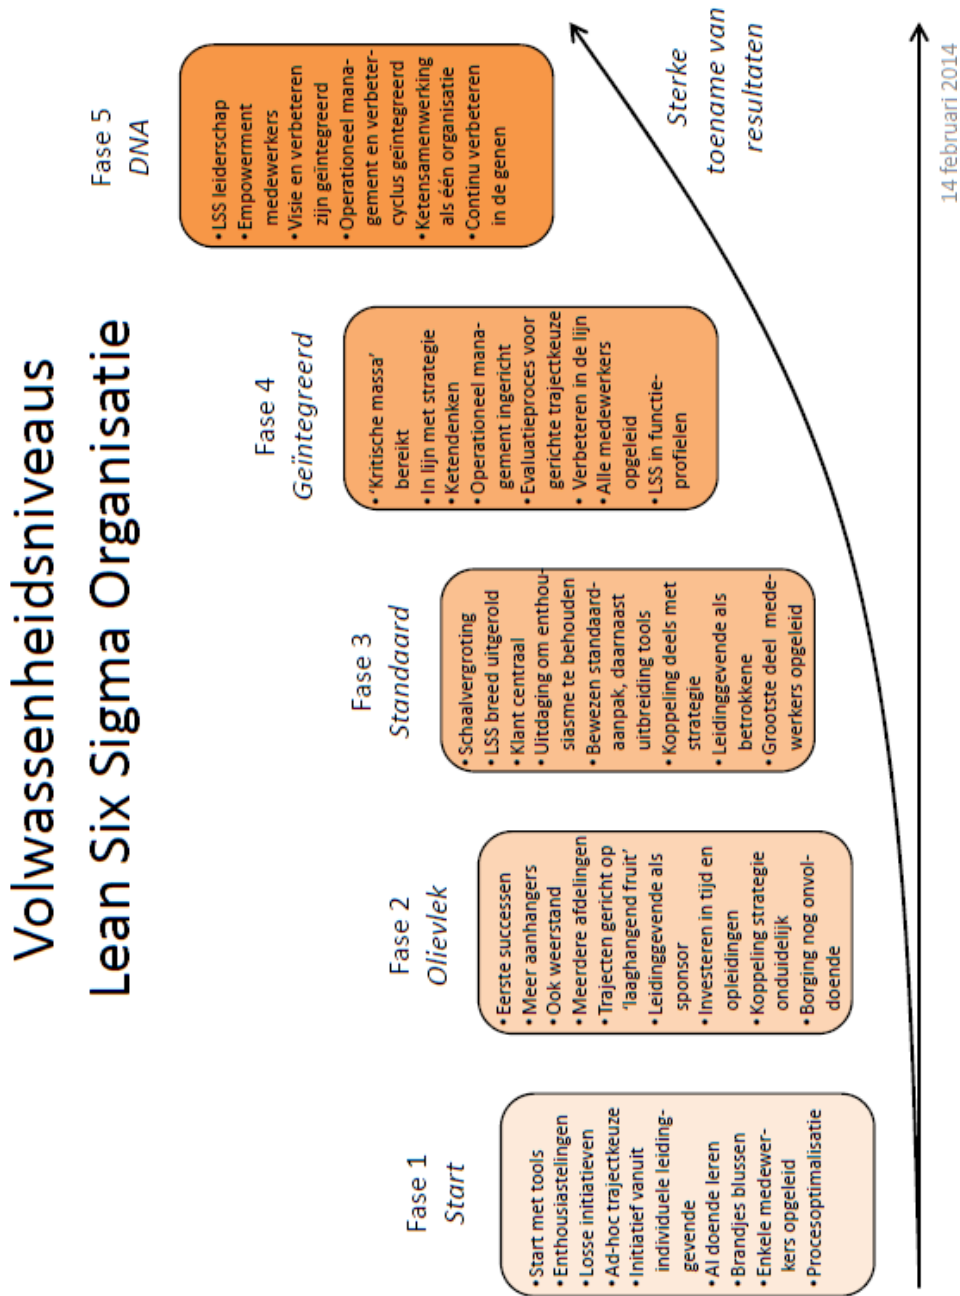 Volwassenheidsniveaus
Lean Six Sigma Organisatie
Fase 1
Start
• Start met tools
• Enthousiastelingen
• Losse initiatieven
• Ad-hoc trajectkeuze
• Initiatief vanuit
individuele leiding-
gevende
• Al doende leren
• Brandjes blussen
• Enkele medewer-
kers opgeleid
• Procesoptimalisatie
Fase 2
Olievlek
• Eerste successen
• Meer aanhangers
• Ook weerstand
• Meerdere afdelingen
• Trajecten gericht op
'laaghangend fruit'
• Leidinggevende als
sponsor
• Investeren in tijd en
opleidingen
• Koppeling strategie
onduidelijk
• Borging nog onvol-
doende
Fase 3
Standaard
• Schaalvergroting
• LSS breed uitgerold
• Klant centraal
• Uitdaging om enthou-
siasme te behouden
• Bewezen standaard-
aanpak, daarnaast
uitbreiding tools
• Koppeling deels met
strategie
• Leidinggevende als
betrokkene
• Grootste deel mede-
werkers opgeleid
Fase 4
Geïntegreerd
• 'Kritische massa'
bereikt
• In lijn met strategie
• Ketendenken
• Operationeel mana-
gement ingericht
• Evaluatieproces voor
gerichte trajectkeuze
• Verbeteren in de lijn
• Alle medewerkers
opgeleid
• LSS in functie-
profielen
Fase 5
DNA
• LSS leiderschap
• Empowerment
medewerkers
• Visie en verbeteren
zijn geïntegreerd
• Operationeel mana-
gement en verbeter-
cyclus geïntegreerd
• Ketensamenwerking
als één organisatie
• Continu verbeteren
in de genen
Sterke
toename van
resultaten
14 februari 2014